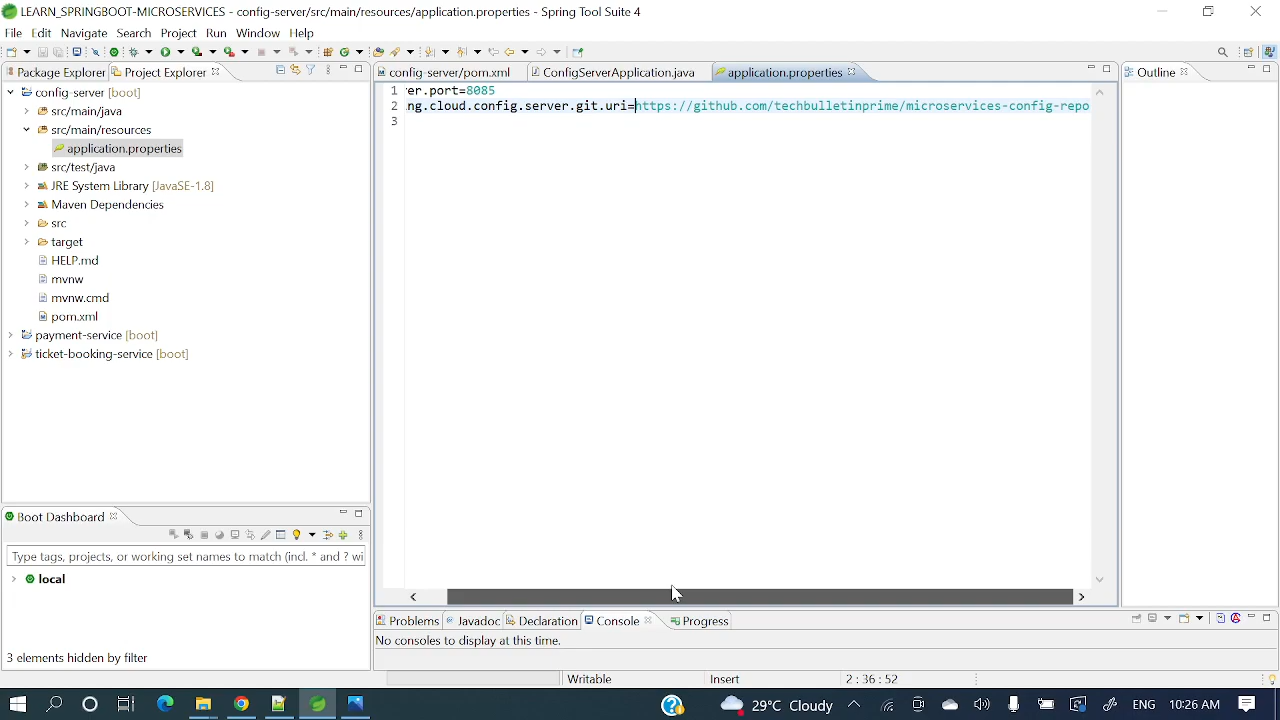 LEARN_SPRINGBOOT-MICROSERVICES - config-server/src/main/resources/application.properties - Spring Tool Suite 4
File Edit Navigate Search Project Run Window Help
Package Explorer Project Explorer
config-server [boot]
src/main/java
src/main/resources
application.properties
src/test/java
JRE System Library [JavaSE-1.8]
Maven Dependencies
src
target
HELP.md
mvnw
mvnw.cmd
pom.xml
payment-service [boot]
ticket-booking-service [boot]
config-server/pom.xml ConfigServerApplication.java application.properties
1 er.port=8085
2 ng.cloud.config.server.git.uri=https://github.com/techbulletinprime/microservices-config-repo
3
Outline
Boot Dashboard
Type tags, projects, or working set names to match (incl. * and ? wi
local
3 elements hidden by filter
Problems Javadoc Declaration Console Progress
No consoles to display at this time.
Writable Insert 2 : 36 : 52
29°C Cloudy ENG 10:26 AM